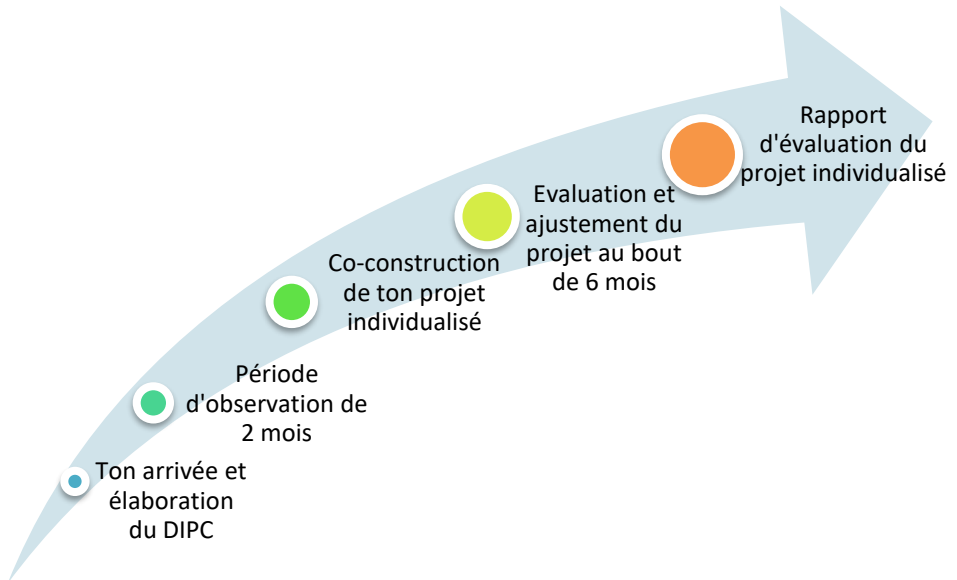 Ton arrivée et
élaboration
du DIPC
Période
d'observation de
2 mois
Co-construction
de ton projet
individualisé
Evaluation et
ajustement du
projet au bout
de 6 mois
Rapport
d'évaluation du
projet individualisé